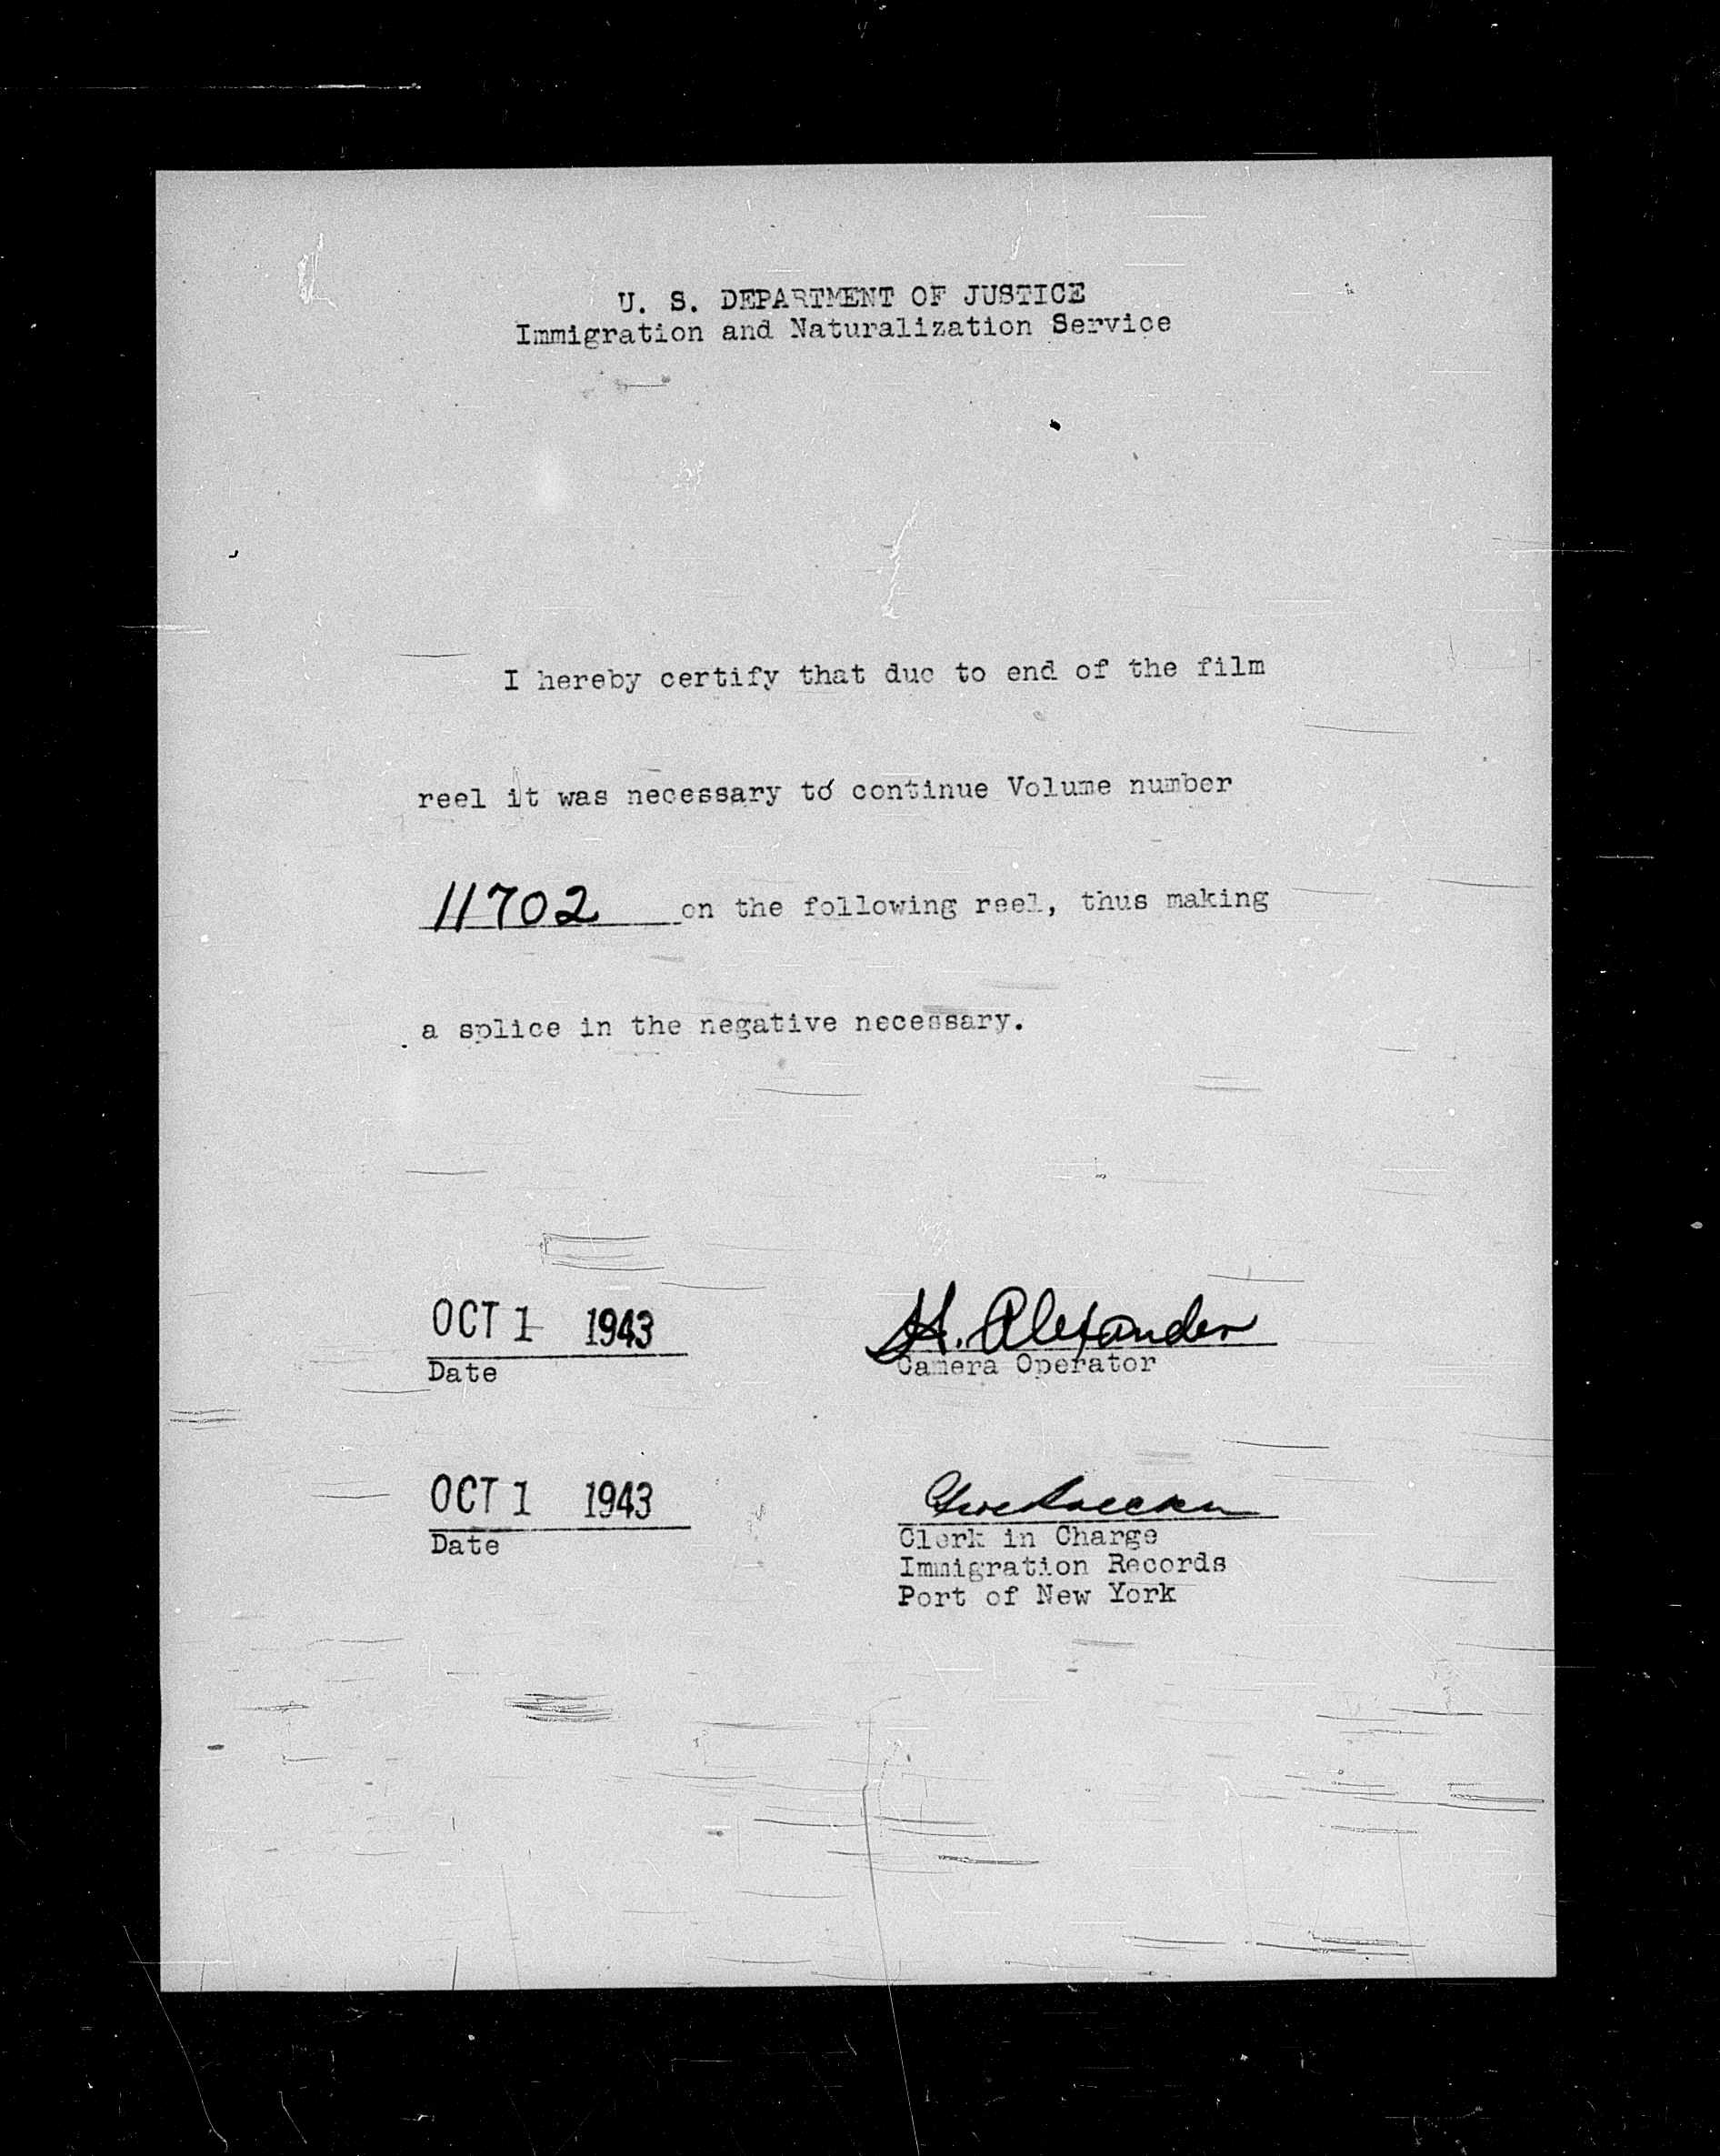 U. S. DEPARTMENT OF JUSTICE
Immigration and Naturalization Service
I hereby certify that due to end of the film
reel it was necessary to continue Volume number
11702 on the following reel, thus making
a splice in the negative necessary.
OCT 1 1943 H. Alexander
Date Camera Operator
OCT 1 1943
Date Clerk in Charge
Immigration Records
Port of New York